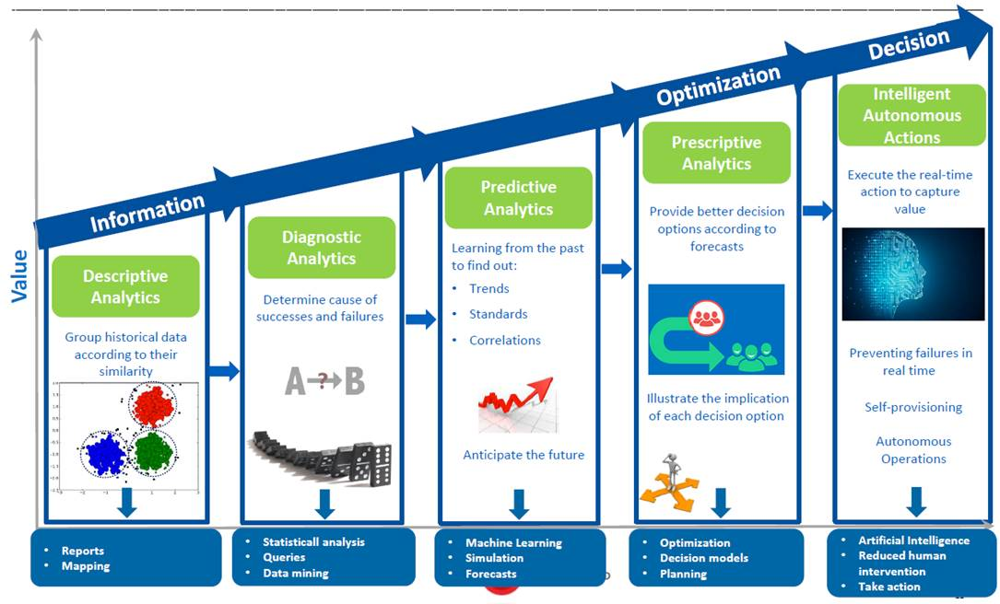 Value
Information
Optimization
Decision
Descriptive
Analytics
Group historical data
according to their
similarity
Reports
Mapping
Diagnostic
Analytics
Determine cause of
successes and failures
A ? B
Statisticall analysis
Queries
Data mining
Predictive
Analytics
Learning from the past
to find out:
• Trends
• Standards
• Correlations
Anticipate the future
• Machine Learning
• Simulation
• Forecasts
Prescriptive
Analytics
Provide better decision
options according to
forecasts
Illustrate the implication
of each decision option
• Optimization
• Decision models
• Planning
Intelligent
Autonomous
Actions
Execute the real-time
action to capture
value
Preventing failures in
real time
Self-provisioning
Autonomous
Operations
• Artificial Intelligence
• Reduced human
intervention
• Take action